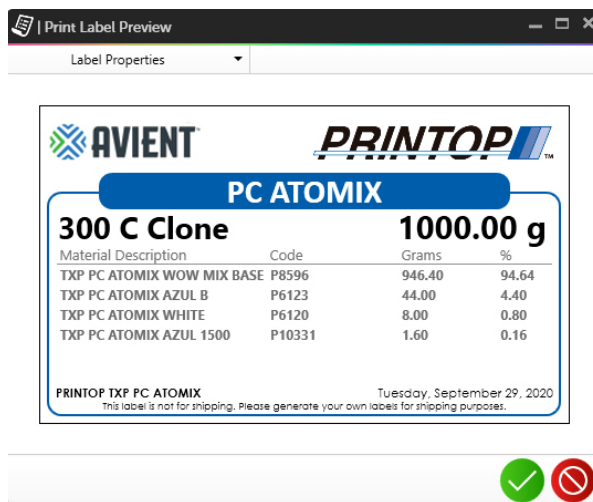 | Print Label Preview
Label Properties
AVIENT
PRINTOP
TM
PC ATOMIX
300 C Clone 1000.00 g
Material Description Code Grams %
TXP PC ATOMIX WOW MIX BASE P8596 946.40 94.64
TXP PC ATOMIX AZUL B P6123 44.00 4.40
TXP PC ATOMIX WHITE P6120 8.00 0.80
TXP PC ATOMIX AZUL 1500 P10331 1.60 0.16
PRINTOP TXP PC ATOMIX Tuesday, September 29, 2020
This label is not for shipping. Please generate your own labels for shipping purposes.